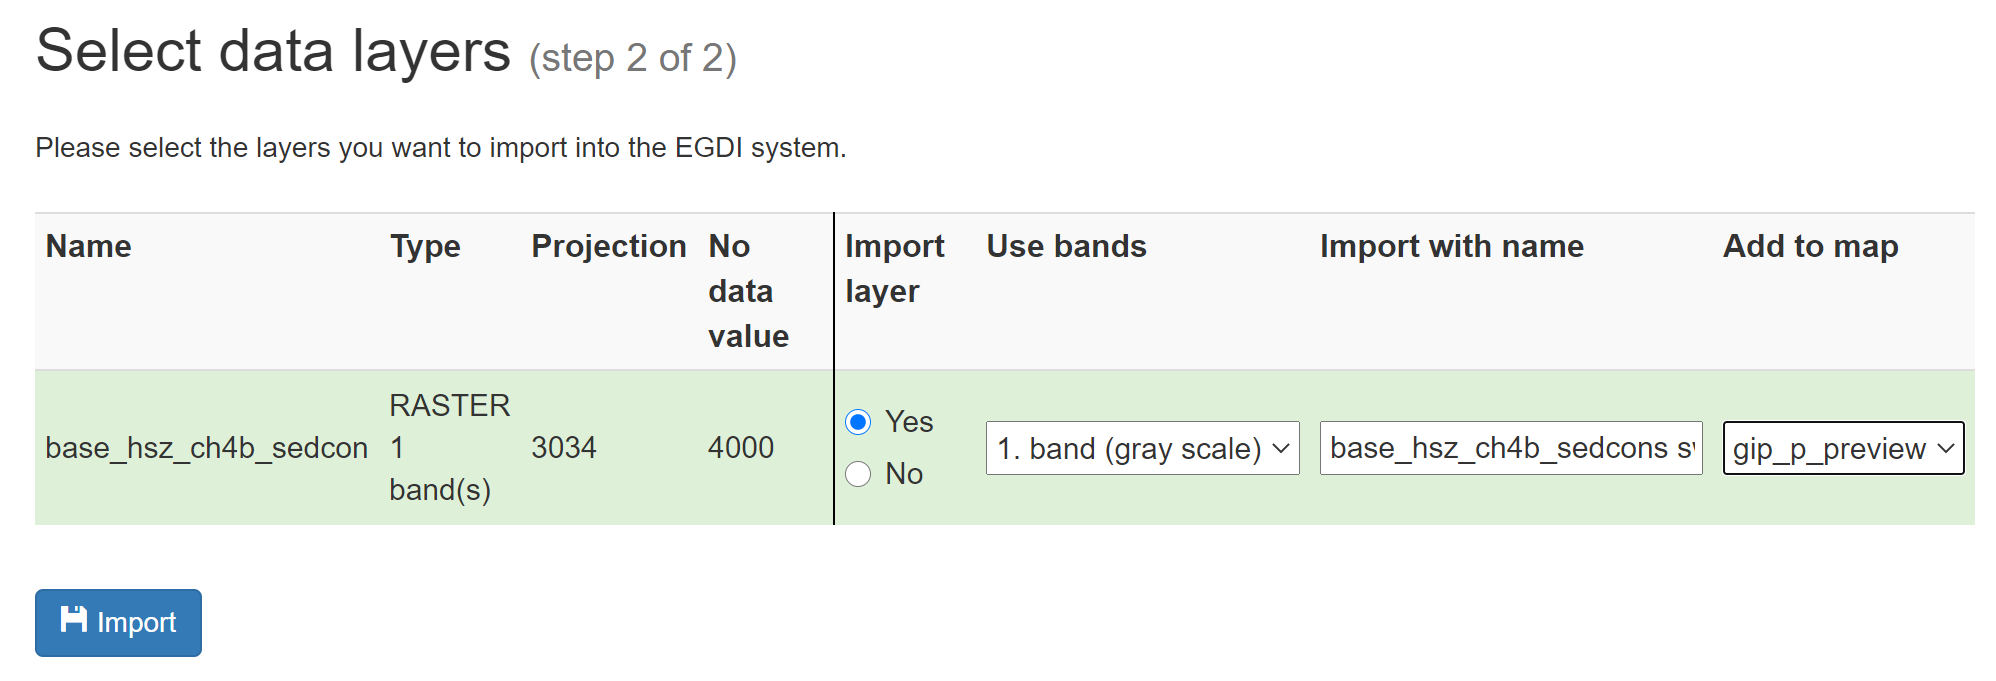 Select data layers (step 2 of 2)
Please select the layers you want to import into the EGDI system.
Name Type Projection No data value Import layer Use bands Import with name Add to map
base_hsz_ch4b_sedcon RASTER 1 band(s) 3034 4000 Yes No 1. band (gray scale) base_hsz_ch4b_sedcons gip_p_preview
Import